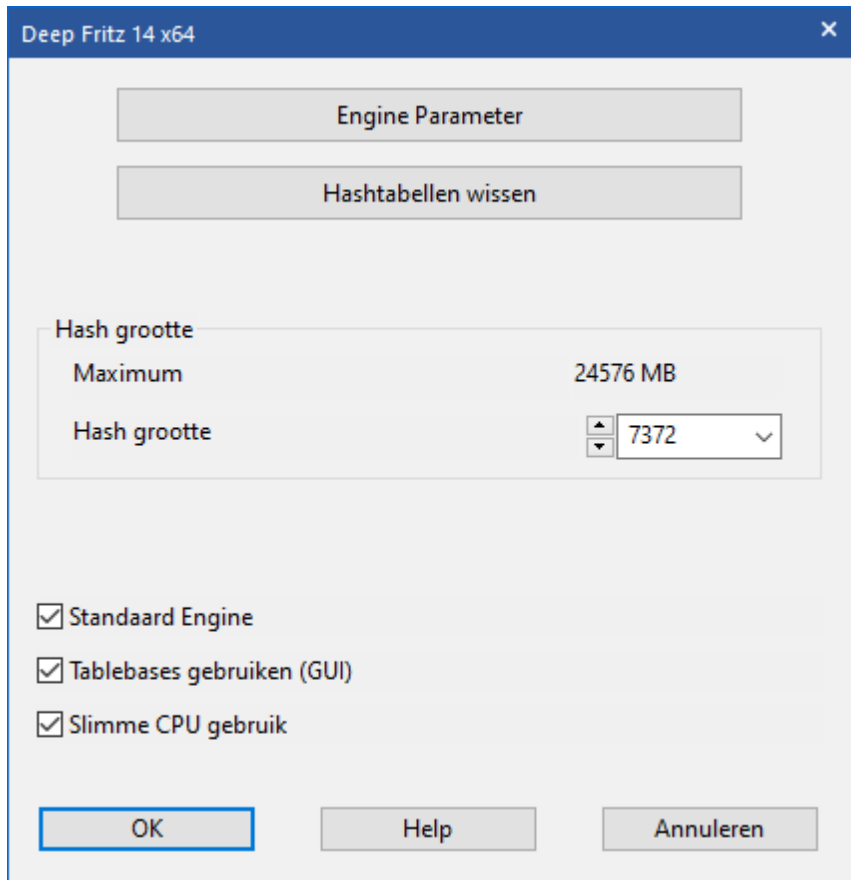 Deep Fritz 14 x64
Engine Parameter
Hashtabellen wissen
Hash grootte
Maximum 24576 MB
Hash grootte 7372
Standaard Engine
Tablebases gebruiken (GUI)
Slimme CPU gebruik
OK Help Annuleren